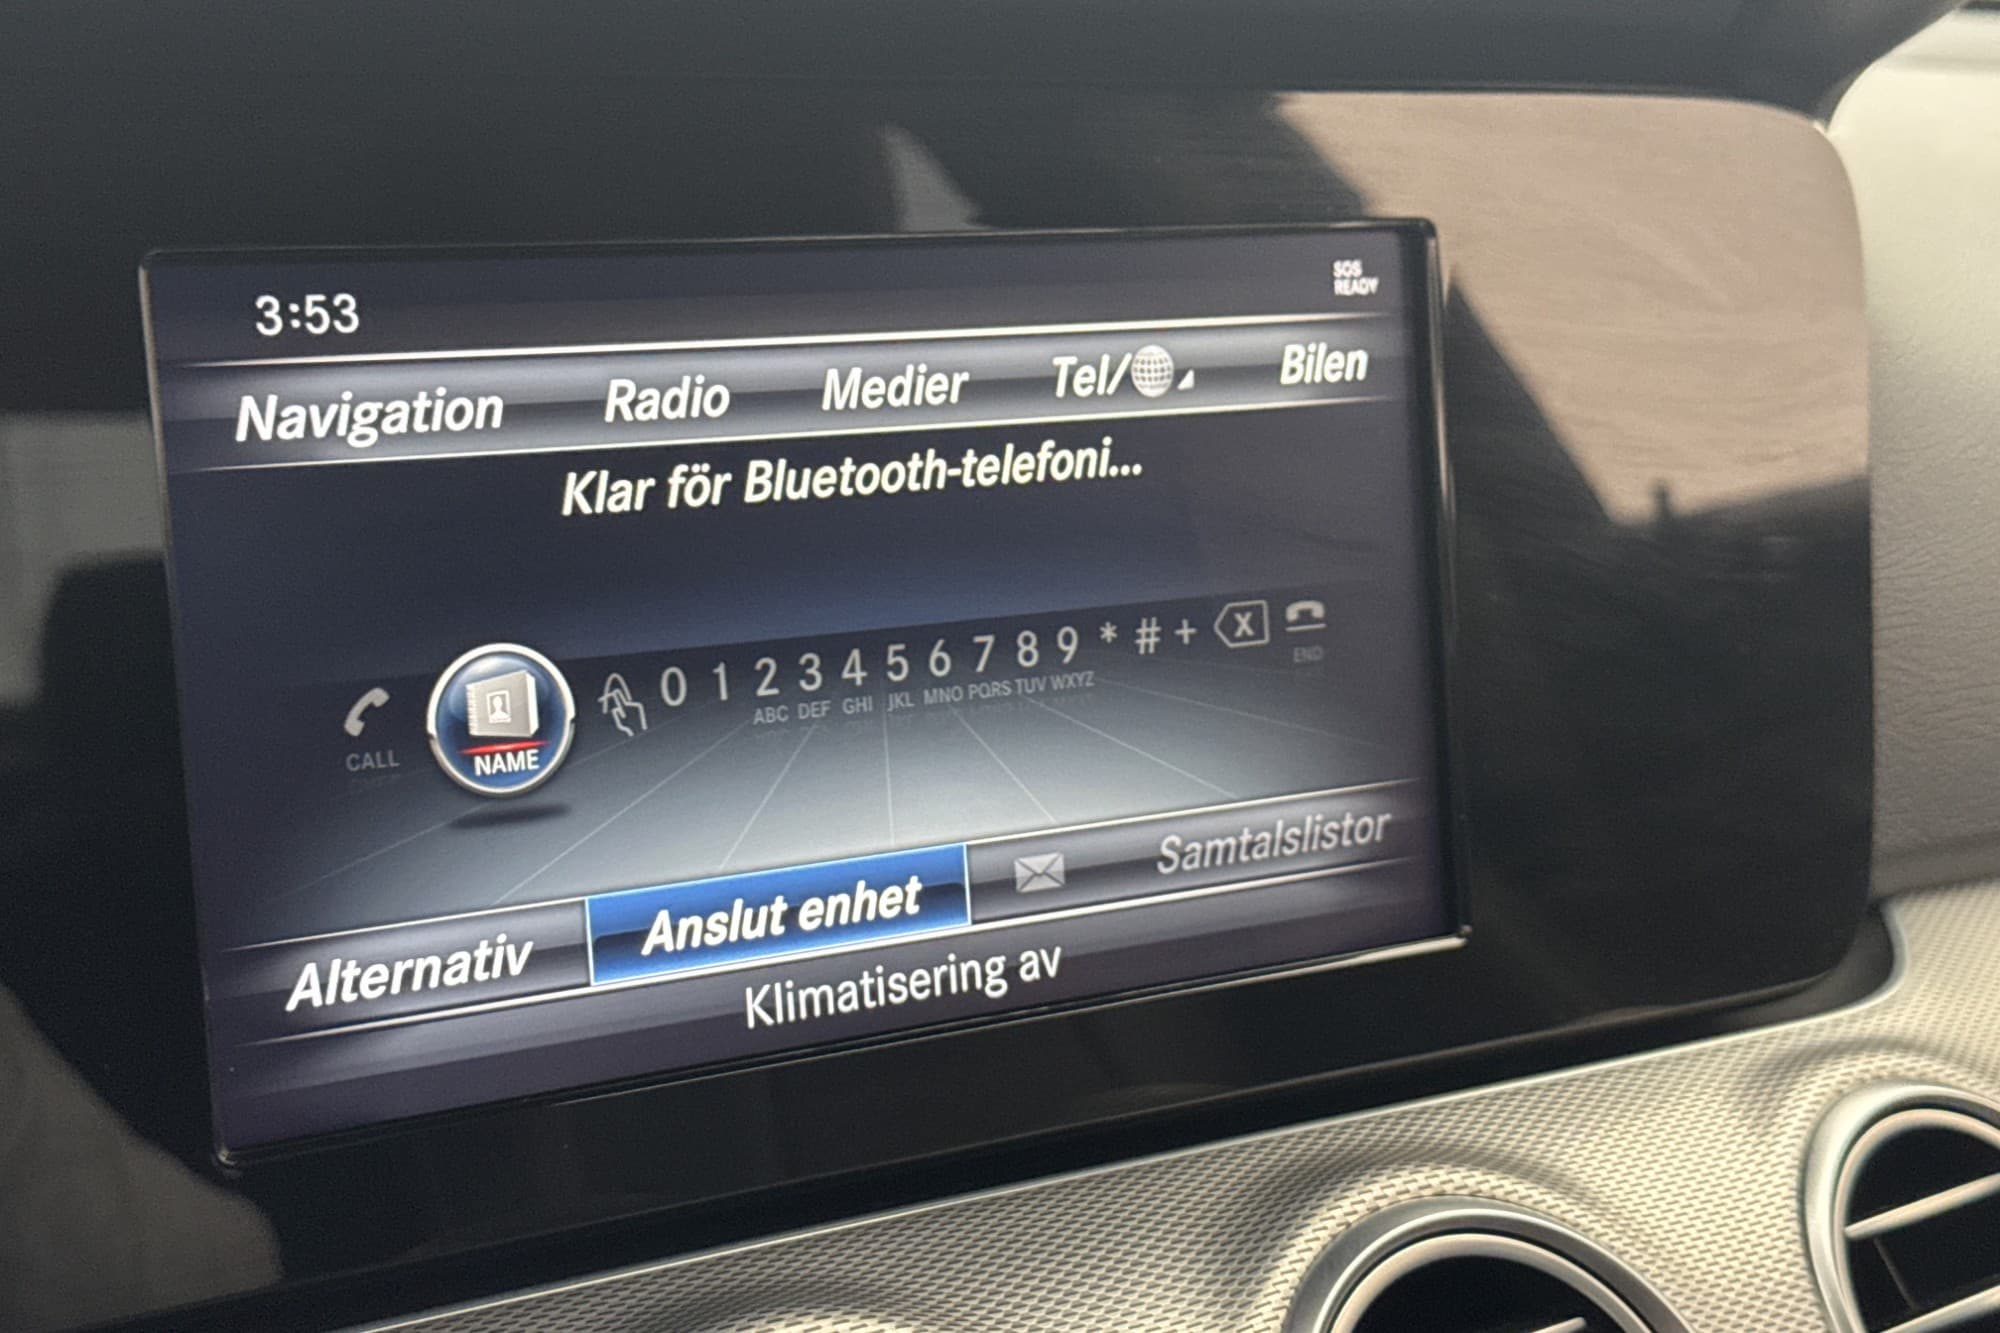 3:53
SOS
READY
Navigation Radio Medier Tel/ Bilen
Klar för Bluetooth-telefoni...
0 1 2 3 4 5 6 7 8 9 * # + X
ABC DEF GHI JKL MNO PQRS TUV WXYZ
CALL NAME END
Alternativ Anslut enhet Samtalslistor
Klimatisering av